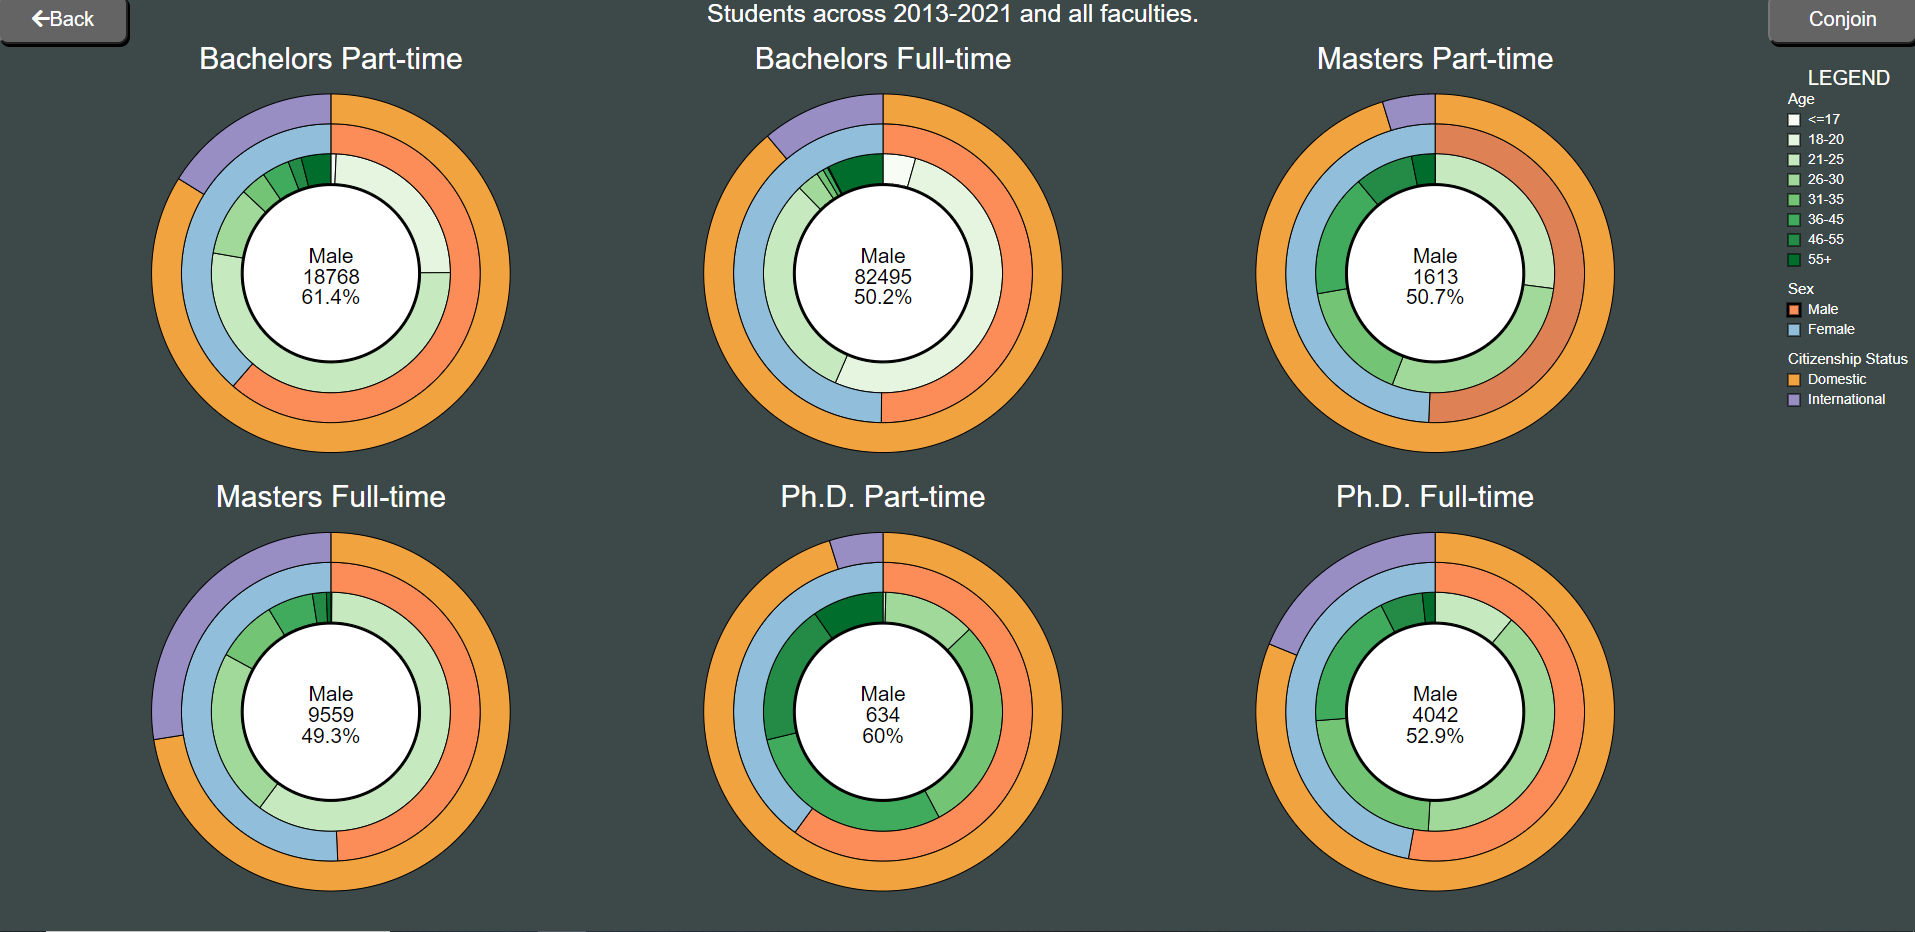 Back
Students across 2013-2021 and all faculties.
Conjoin
Bachelors Part-time
Bachelors Full-time
Masters Part-time
Male
18768
61.4%
Male
82495
50.2%
Male
1613
50.7%
Masters Full-time
Ph.D. Part-time
Ph.D. Full-time
Male
9559
49.3%
Male
634
60%
Male
4042
52.9%
LEGEND
Age
<=17
18-20
21-25
26-30
31-35
36-45
46-55
55+
Sex
Male
Female
Citizenship Status
Domestic
International